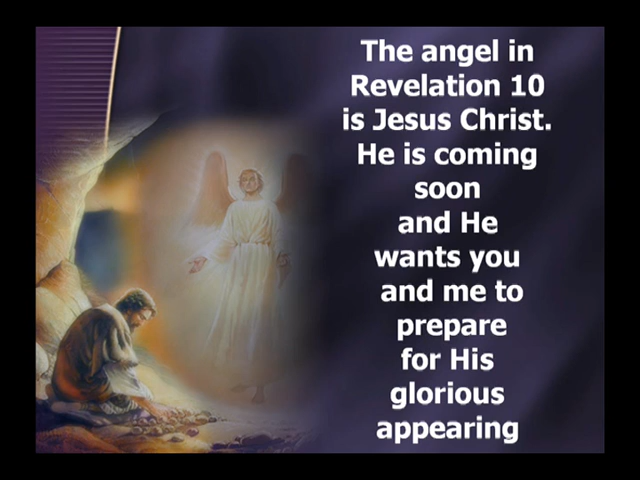 The angel in
Revelation 10
is Jesus Christ.
He is coming
soon
and He
wants you
and me to
prepare
for His
glorious
appearing